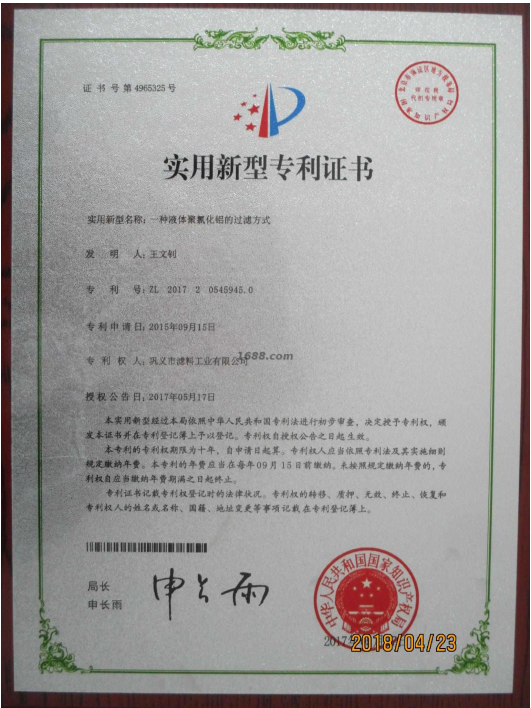 证 书 号 第 4965325 号
实用新型专利证书
实用新型名称：一种液体聚氯化铝的过滤方式
发 明 人：王文钊
专 利 号：ZL 2017 2 0545945.0
专 利 申 请 日：2015年09月15日
1688.com
专 利 权 人：巩义市滤料工业有限公司
授 权 公 告 日：2017年05月17日
本实用新型经过本局依照中华人民共和国专利法进行初步审查，决定授予专利权，颁
发本证书并在专利登记簿上予以登记。专利权自授权公告之日起生效。
本专利的专利权期限为十年，自申请日起算。专利权人应当依照专利法及其实施细则
规定缴纳年费。本专利的年费应当在每年09月15日前缴纳。未按照规定缴纳年费的，专
利权自应当缴纳年费期满之日起终止。
专利证书记载专利权登记时的法律状况。专利权的转移、质押、无效、终止、恢复和
专利权人的姓名或名称、国籍、地址变更等事项记载在专利登记簿上。
局长
申长雨
申长雨
中华人民共和国国家知识产权局
2017年
2018/04/23